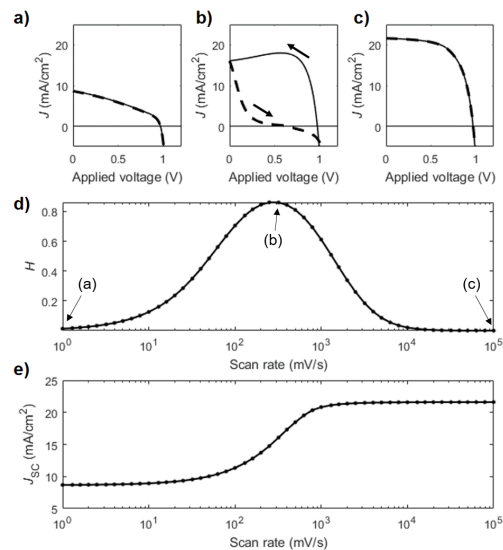 a) b) c)
20
10
0
J (mA/cm²)
0 0.5 1
Applied voltage (V)
20
10
0
J (mA/cm²)
0 0.5 1
Applied voltage (V)
20
10
0
J (mA/cm²)
0 0.5 1
Applied voltage (V)
d)
0.8
0.6
0.4
0.2
H
(a)
(b)
(c)
10⁰ 10¹ 10² 10³ 10⁴ 10⁵
Scan rate (mV/s)
e)
25
20
15
10
5
J_SC (mA/cm²)
10⁰ 10¹ 10² 10³ 10⁴ 10⁵
Scan rate (mV/s)